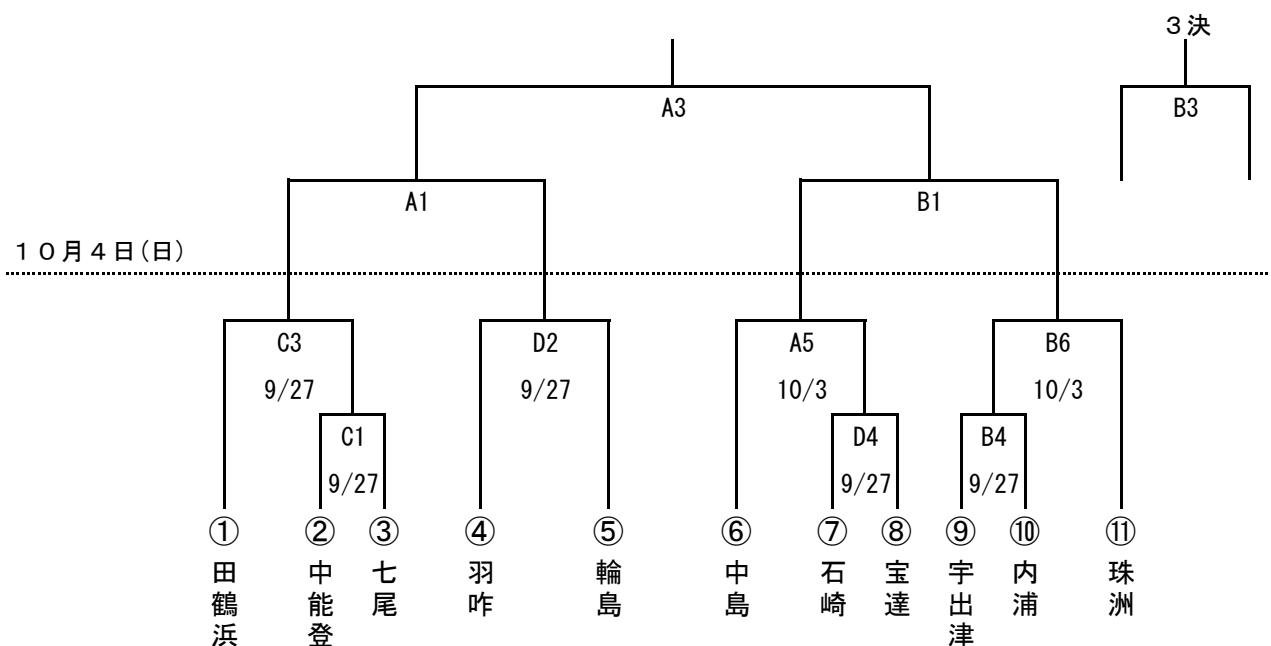 ３決
A3
B3
A1
B1
１０月４日(日)
C3
D2
A5
B6
9/27
9/27
10/3
10/3
C1
D4
B4
9/27
9/27
9/27
①
②
③
④
⑤
⑥
⑦
⑧
⑨
⑩
⑪
田鶴浜
中能登
七尾
羽咋
輪島
中島
石崎
宝達
宇出津
内浦
珠洲